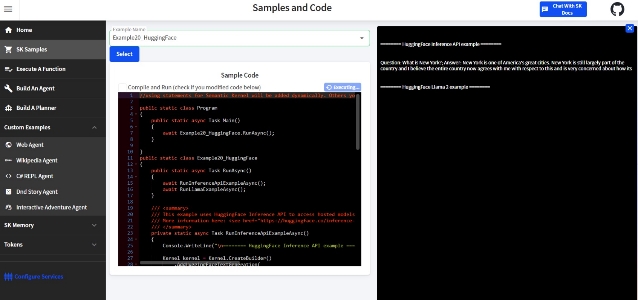 Samples and Code
Chat With SK
Docs
Home
SK Samples
Execute A Function
Build An Agent
Build A Planner
Custom Examples
Web Agent
Wikipedia Agent
C# REPL Agent
Dnd Story Agent
Interactive Adventure Agent
SK Memory
Tokens
Configure Services
Example Name
Example20_HuggingFace
Select
Sample Code
Compile and Run (check if you modified code below)
Executing...
1 //using statements for Semantic Kernel will be added dynamically. Others yo
2
3 public static class Program
4 {
5 public static async Task Main()
6 {
7 await Example20_HuggingFace.RunAsync();
8 }
9
10 }
11 public static class Example20_HuggingFace
12 {
13 public static async Task RunAsync()
14 {
15 await RunInferenceApiExampleAsync();
16 await RunLlamaExampleAsync();
17 }
18
19 /// <summary>
20 /// This example uses HuggingFace Inference API to access hosted models
21 /// More information here: <see href="https://huggingface.co/inference
22 /// </summary>
23 private static async Task RunInferenceApiExampleAsync()
24 {
25 Console.WriteLine("\n======== HuggingFace Inference API example ===
26
27 Kernel kernel = Kernel.CreateBuilder()
28 .AddHuggingFaceTextGeneration(
======== HuggingFace Inference API example ========
Question: What is New York?; Answer: New York is one of America's great cities. New York is still largely part of the
country and I believe the entire country now agrees with me with respect to this and is very concerned about how its
======== HuggingFace Llama 2 example ========